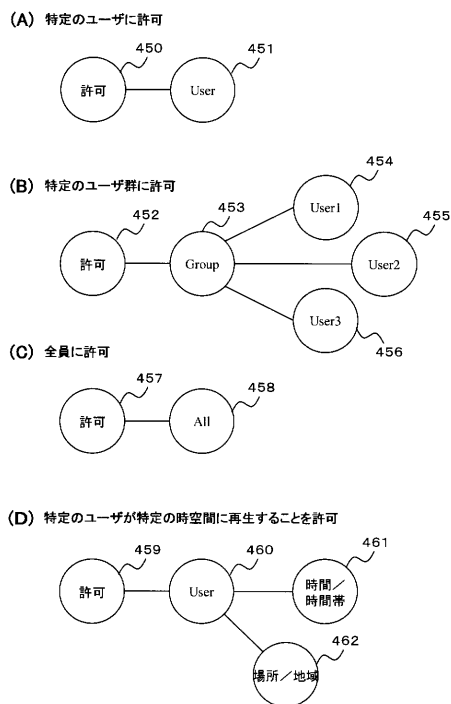 (A) 特定のユーザに許可
450
451
許可
User
(B) 特定のユーザ群に許可
454
452
453
User1
455
許可
Group
User2
User3
456
(C) 全員に許可
457
458
許可
All
(D) 特定のユーザが特定の時空間に再生することを許可
459
460
461
許可
User
時間／
時間帯
462
場所／地域